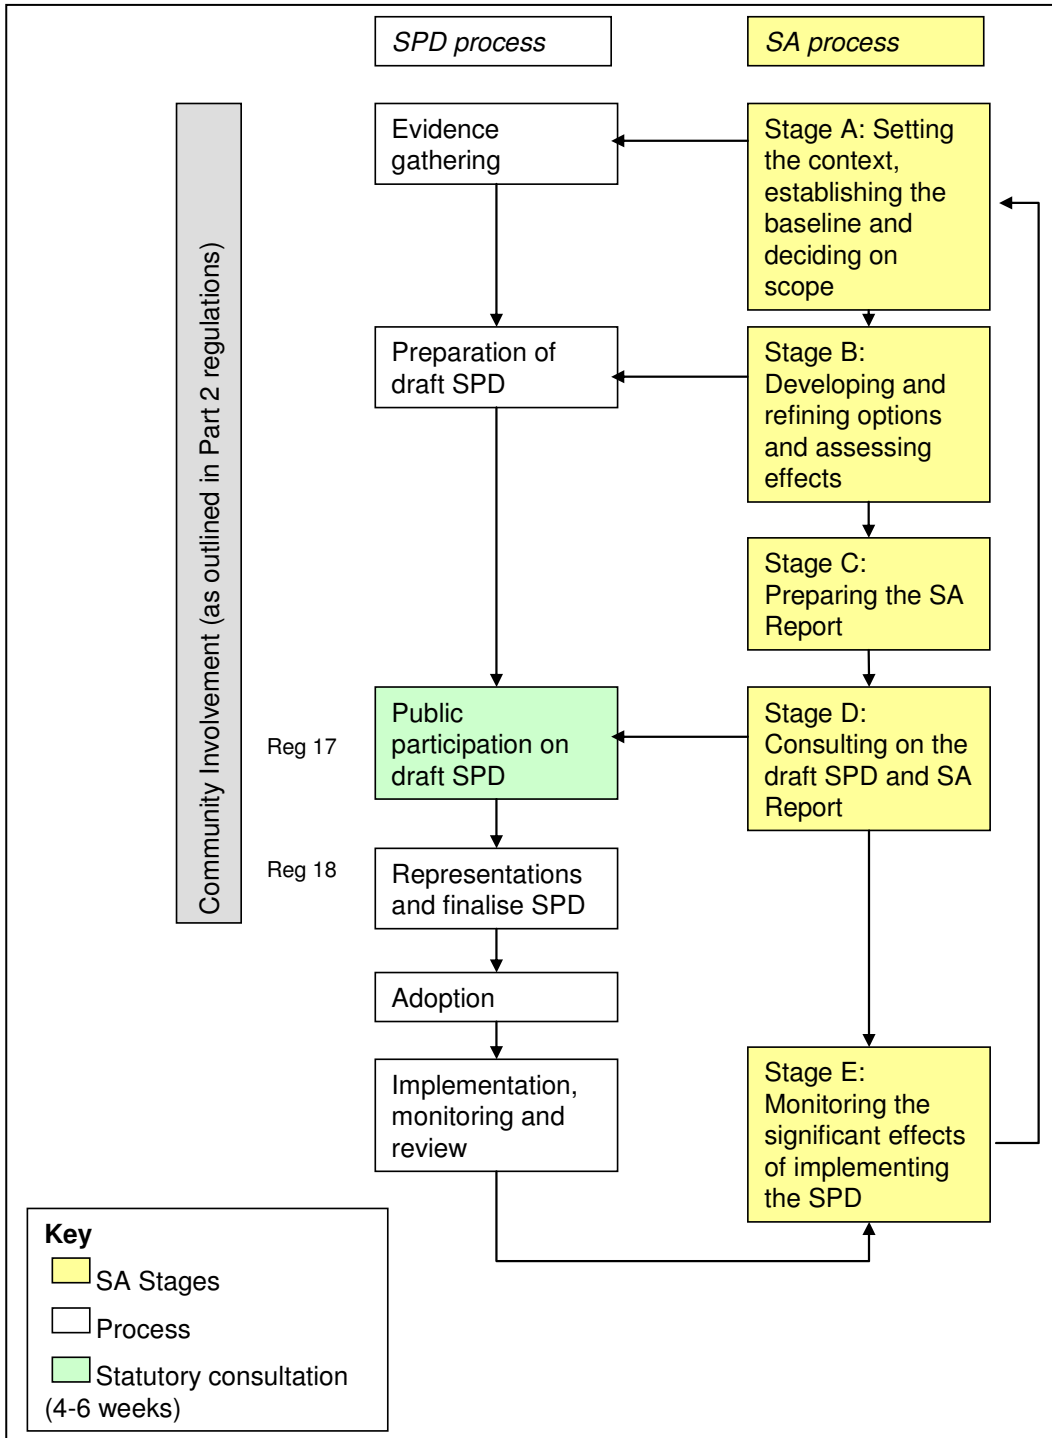 SPD process
SA process
Community Involvement (as outlined in Part 2 regulations)
Evidence
gathering
Stage A: Setting
the context,
establishing the
baseline and
deciding on
scope
Preparation of
draft SPD
Stage B:
Developing and
refining options
and assessing
effects
Stage C:
Preparing the SA
Report
Reg 17
Public
participation on
draft SPD
Stage D:
Consulting on the
draft SPD and SA
Report
Reg 18
Representations
and finalise SPD
Adoption
Implementation,
monitoring and
review
Stage E:
Monitoring the
significant effects
of implementing
the SPD
Key
SA Stages
Process
Statutory consultation
(4-6 weeks)